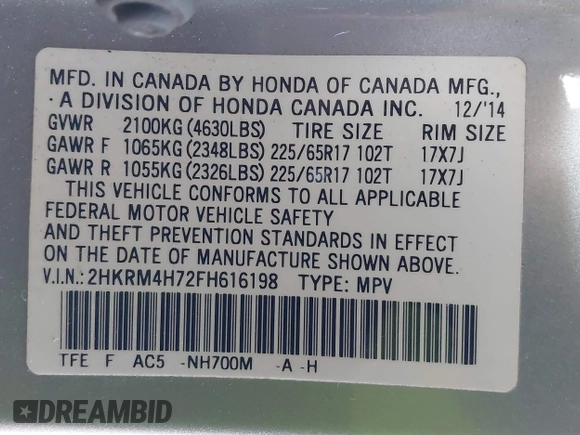 MFD. IN CANADA BY HONDA OF CANADA MFG.,
A DIVISION OF HONDA CANADA INC. 12/'14
GVWR 2100KG (4630LBS) TIRE SIZE RIM SIZE
GAWR F 1065KG (2348LBS) 225/65R17 102T 17X7J
GAWR R 1055KG (2326LBS) 225/65R17 102T 17X7J
THIS VEHICLE CONFORMS TO ALL APPLICABLE
FEDERAL MOTOR VEHICLE SAFETY
AND THEFT PREVENTION STANDARDS IN EFFECT
ON THE DATE OF MANUFACTURE SHOWN ABOVE.
V.I.N.: 2HKRM4H72FH616198 TYPE: MPV
TFE F AC5 -NH700M -A -H
DREAMBID